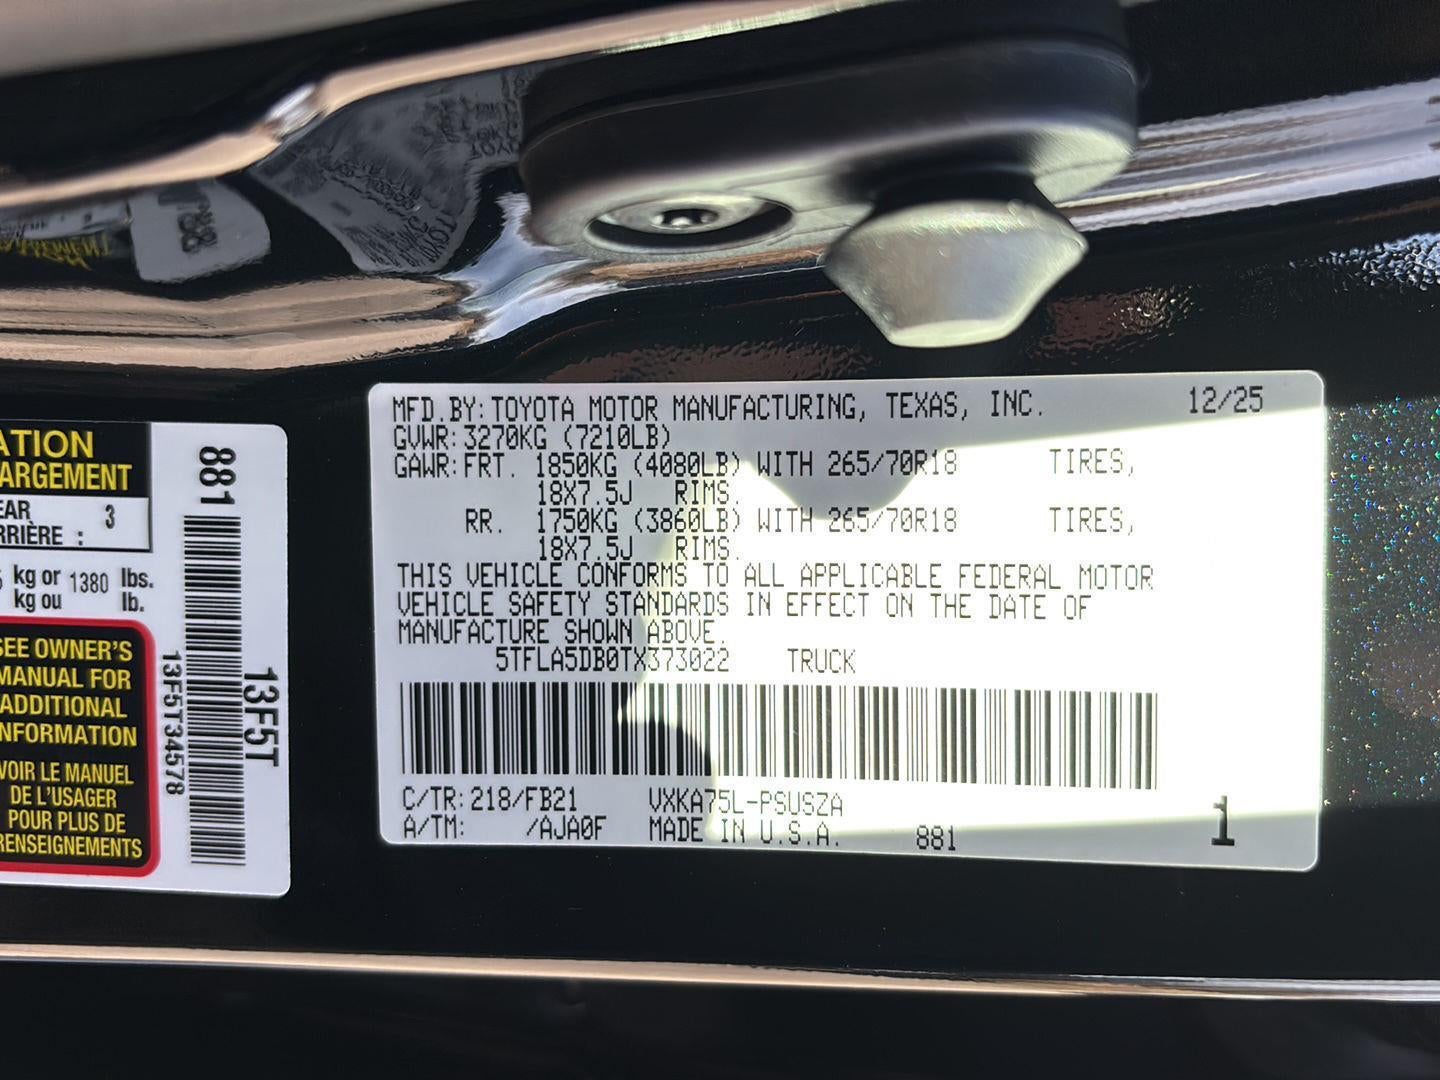 ATION
ARGEMENT
EAR
RRIÈRE : 3
kg or 1380 lbs.
kg ou lb.
SEE OWNER'S
MANUAL FOR
ADDITIONAL
INFORMATION
VOIR LE MANUEL
DE L'USAGER
POUR PLUS DE
RENSEIGNEMENTS
881
13F5T34578
13F5T
MFD.BY:TOYOTA MOTOR MANUFACTURING, TEXAS, INC. 12/25
GVWR:3270KG (7210LB)
GAWR:FRT. 1850KG (4080LB) WITH 265/70R18 TIRES,
18X7.5J RIMS.
RR. 1750KG (3860LB) WITH 265/70R18 TIRES,
18X7.5J RIMS.
THIS VEHICLE CONFORMS TO ALL APPLICABLE FEDERAL MOTOR
VEHICLE SAFETY STANDARDS IN EFFECT ON THE DATE OF
MANUFACTURE SHOWN ABOVE.
5TFLA5DB0TX373022 TRUCK
C/TR:218/FB21 VXKA75L-PSUSZA
A/TM: /AJA0F MADE IN U.S.A. 881 1